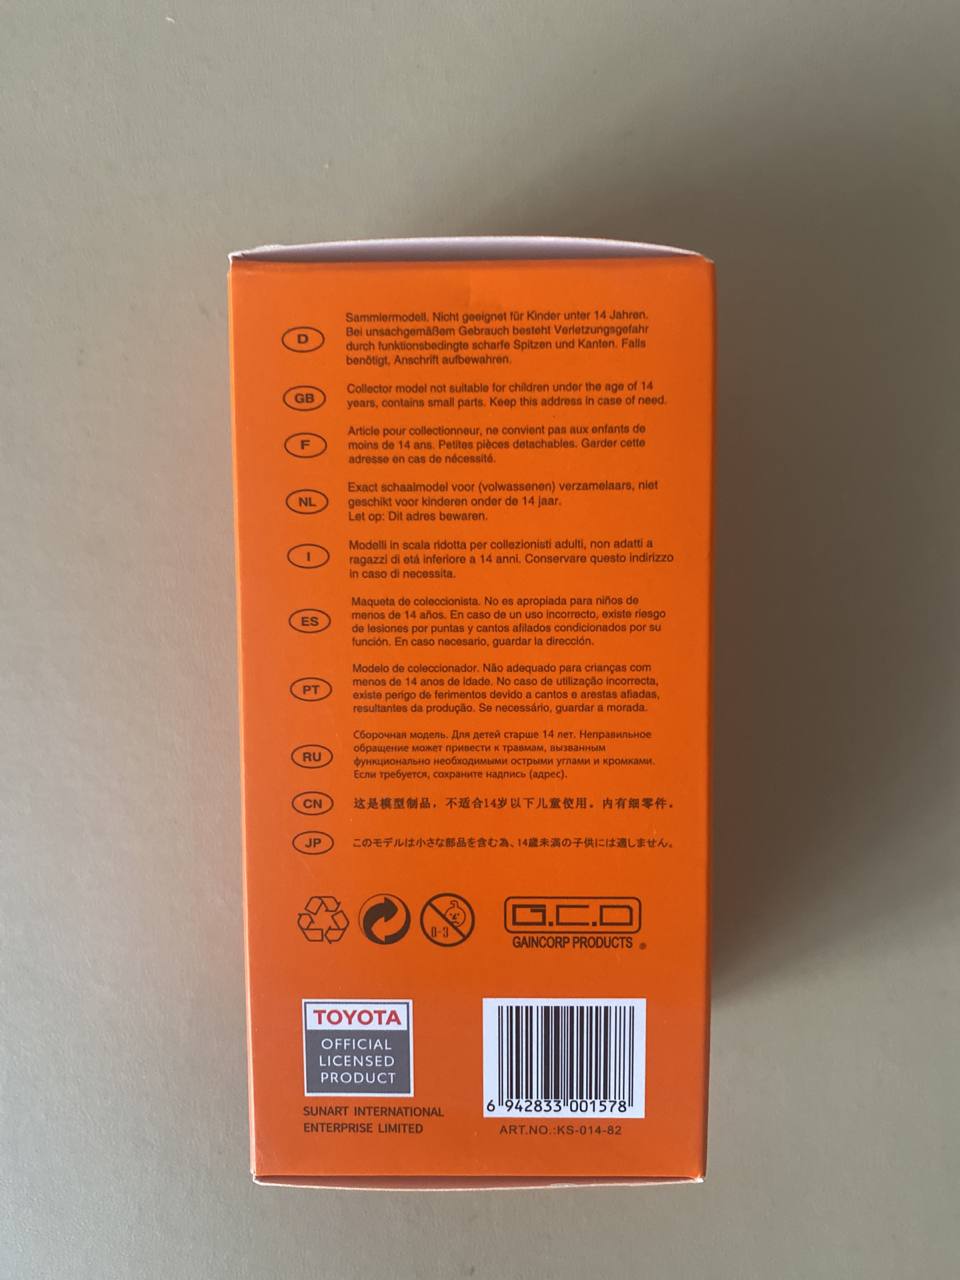 D
Sammlermodell. Nicht geeignet für Kinder unter 14 Jahren.
Bei unsachgemäßem Gebrauch besteht Verletzungsgefahr
durch funktionsbedingte scharfe Spitzen und Kanten. Falls
benötigt, Anschrift aufbewahren.
GB
Collector model not suitable for children under the age of 14
years, contains small parts. Keep this address in case of need.
F
Article pour collectionneur, ne convient pas aux enfants de
moins de 14 ans. Petites pièces detachables. Garder cette
adresse en cas de nécessité.
NL
Exact schaalmodel voor (volwassenen) verzamelaars, niet
geschikt voor kinderen onder de 14 jaar.
Let op: Dit adres bewaren.
I
Modelli in scala ridotta per collezionisti adulti, non adatti a
ragazzi di etá inferiore a 14 anni. Conservare questo indirizzo
in caso di necessita.
ES
Maqueta de coleccionista. No es apropiada para niños de
menos de 14 años. En caso de un uso incorrecto, existe riesgo
de lesiones por puntas y cantos afilados condicionados por su
función. En caso necesario, guardar la dirección.
PT
Modelo de coleccionador. Não adequado para crianças com
menos de 14 anos de idade. No caso de utilização incorrecta,
existe perigo de ferimentos devido a cantos e arestas afiadas,
resultantes da produção. Se necessário, guardar a morada.
RU
Сборочная модель. Для детей старше 14 лет. Неправильное
обращение может привести к травмам, вызванным
функционально необходимыми острыми углами и кромками.
Если требуется, сохраните надпись (адрес).
CN
这是模型制品，不适合14岁以下儿童使用。内有细零件。
JP
このモデルは小さな部品を含む為、14歳未満の子供には適しません。
0-3
G.C.D
GAINCORP PRODUCTS ®
TOYOTA
OFFICIAL
LICENSED
PRODUCT
SUNART INTERNATIONAL
ENTERPRISE LIMITED
6 942833 001578
ART.NO.:KS-014-82